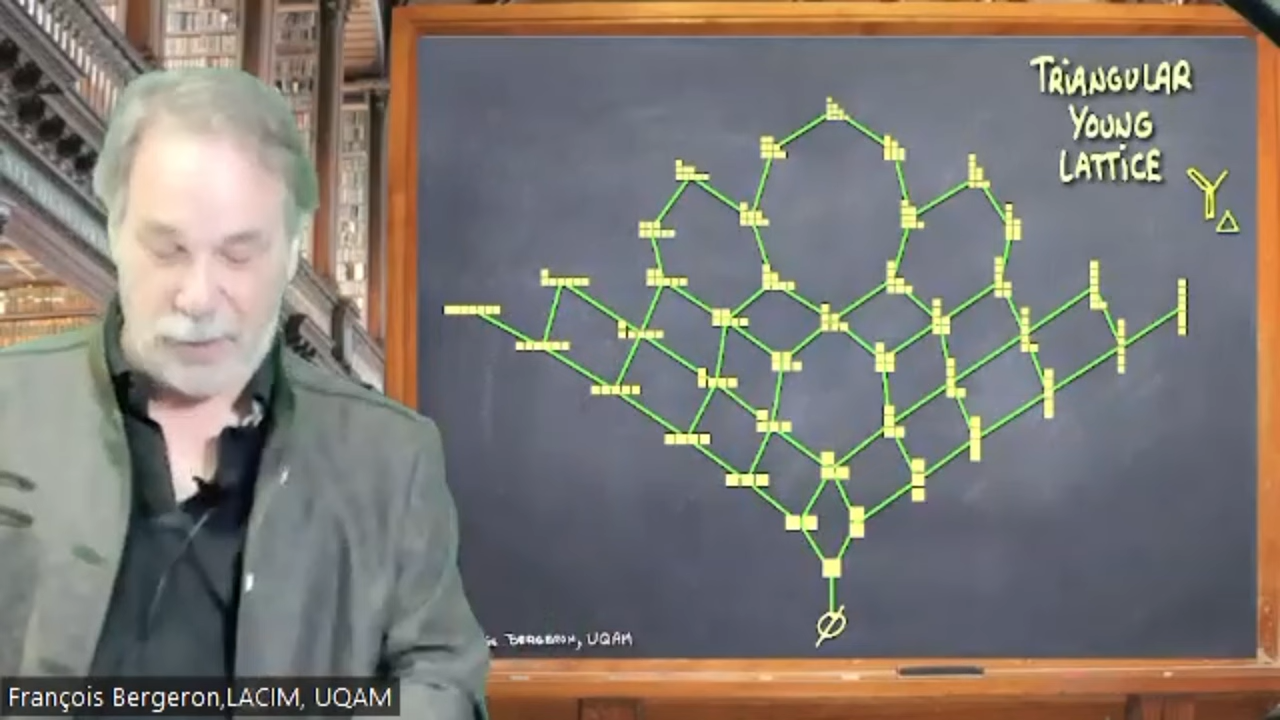 TRIANGULAR
YOUNG
LATTICE
Y△
∅
BERGERON, UQAM
François Bergeron,LACIM, UQAM